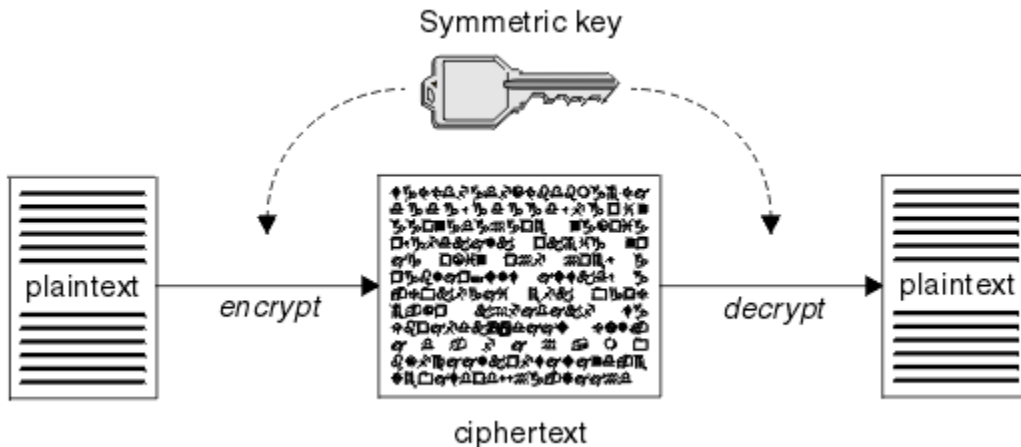 Symmetric key
plaintext
encrypt
decrypt
plaintext
ciphertext